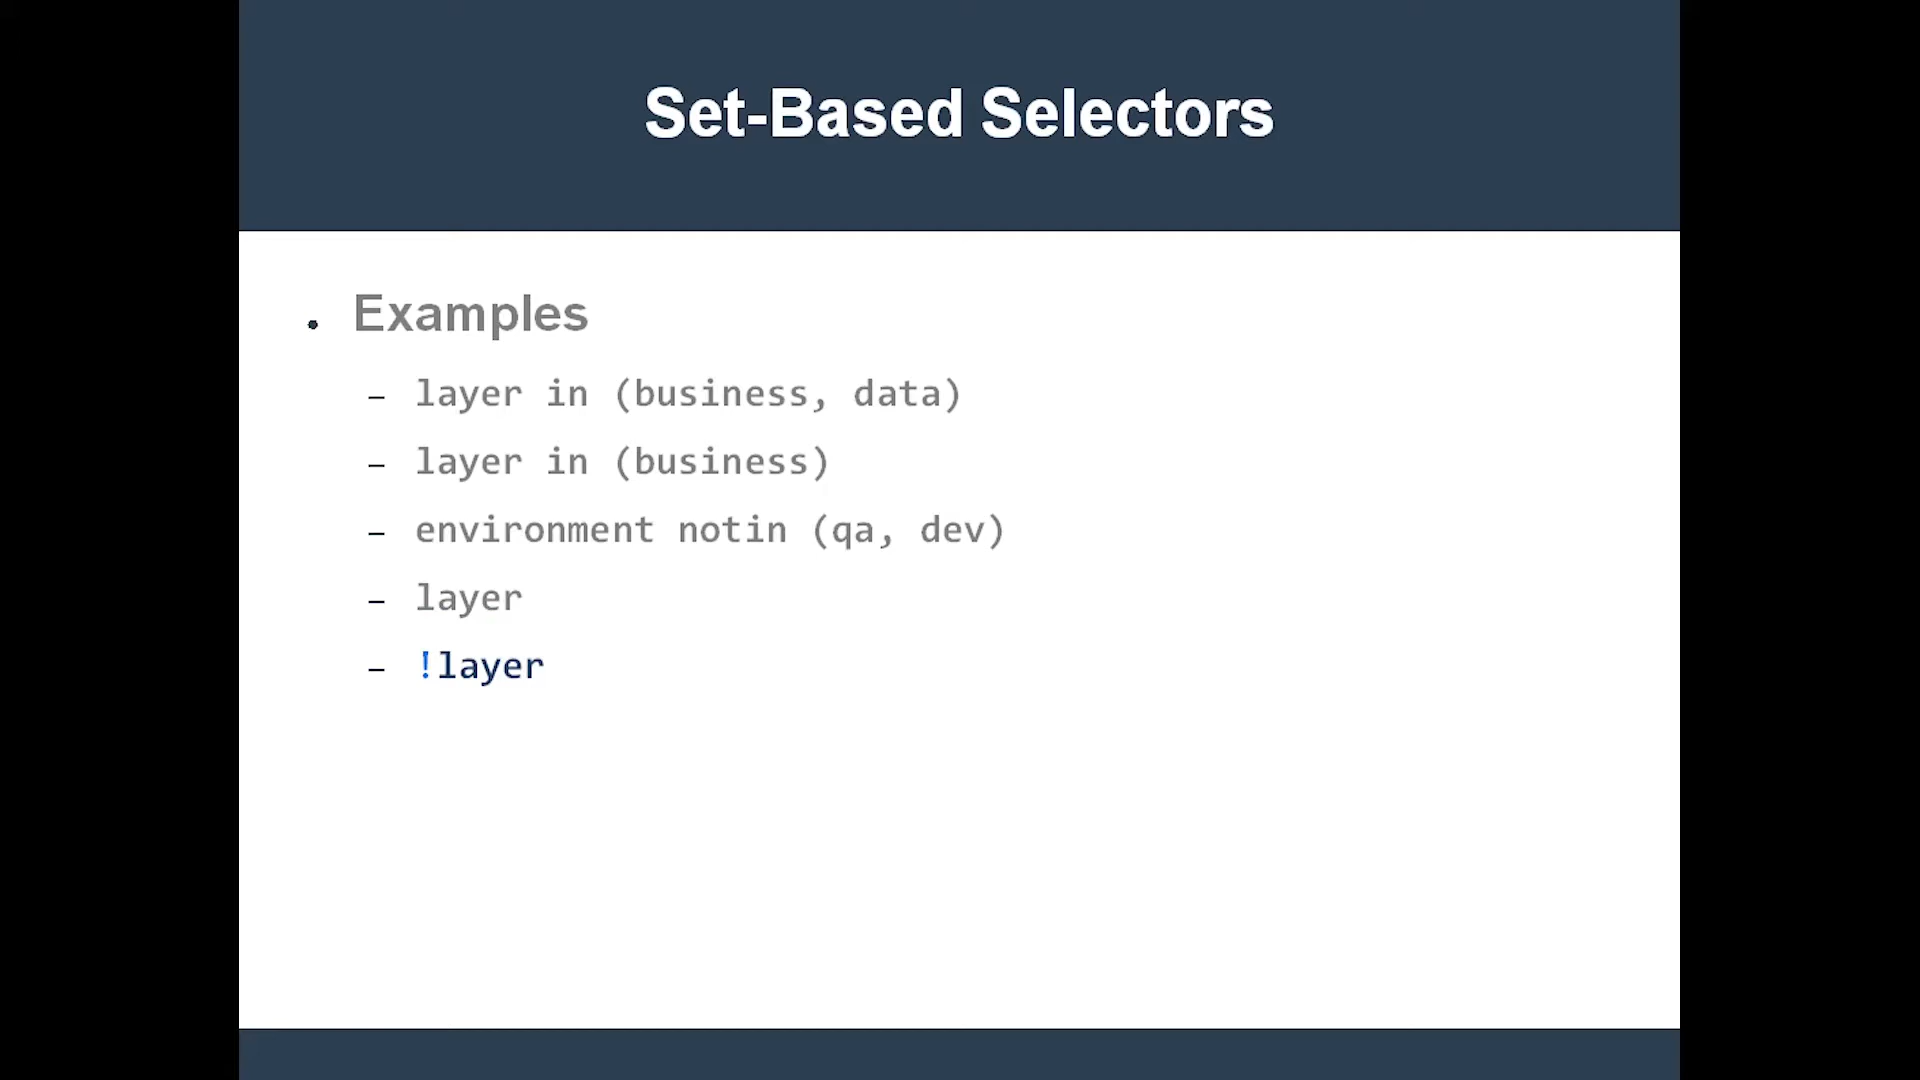 Set-Based Selectors
• Examples
– layer in (business, data)
– layer in (business)
– environment notin (qa, dev)
– layer
– !layer